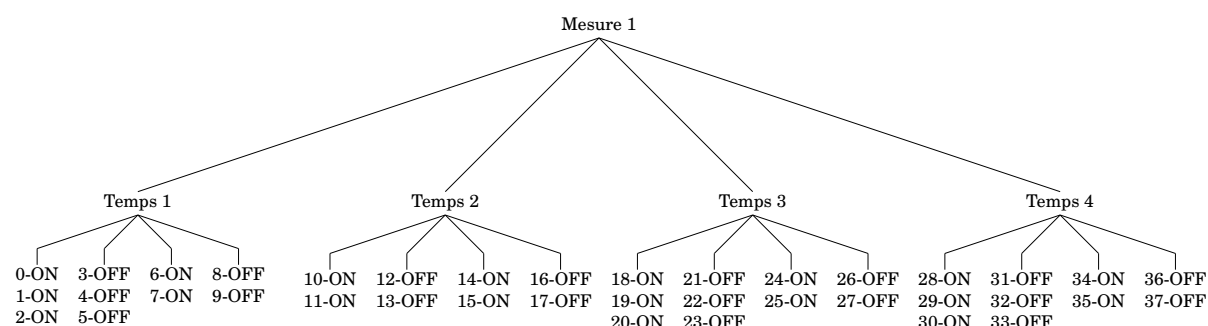 Mesure 1
Temps 1 Temps 2 Temps 3 Temps 4
0-ON 3-OFF 6-ON 8-OFF
1-ON 4-OFF 7-ON 9-OFF
2-ON 5-OFF
10-ON 12-OFF 14-ON 16-OFF
11-ON 13-OFF 15-ON 17-OFF
18-ON 21-OFF 24-ON 26-OFF
19-ON 22-OFF 25-ON 27-OFF
20-ON 23-OFF
28-ON 31-OFF 34-ON 36-OFF
29-ON 32-OFF 35-ON 37-OFF
30-ON 33-OFF